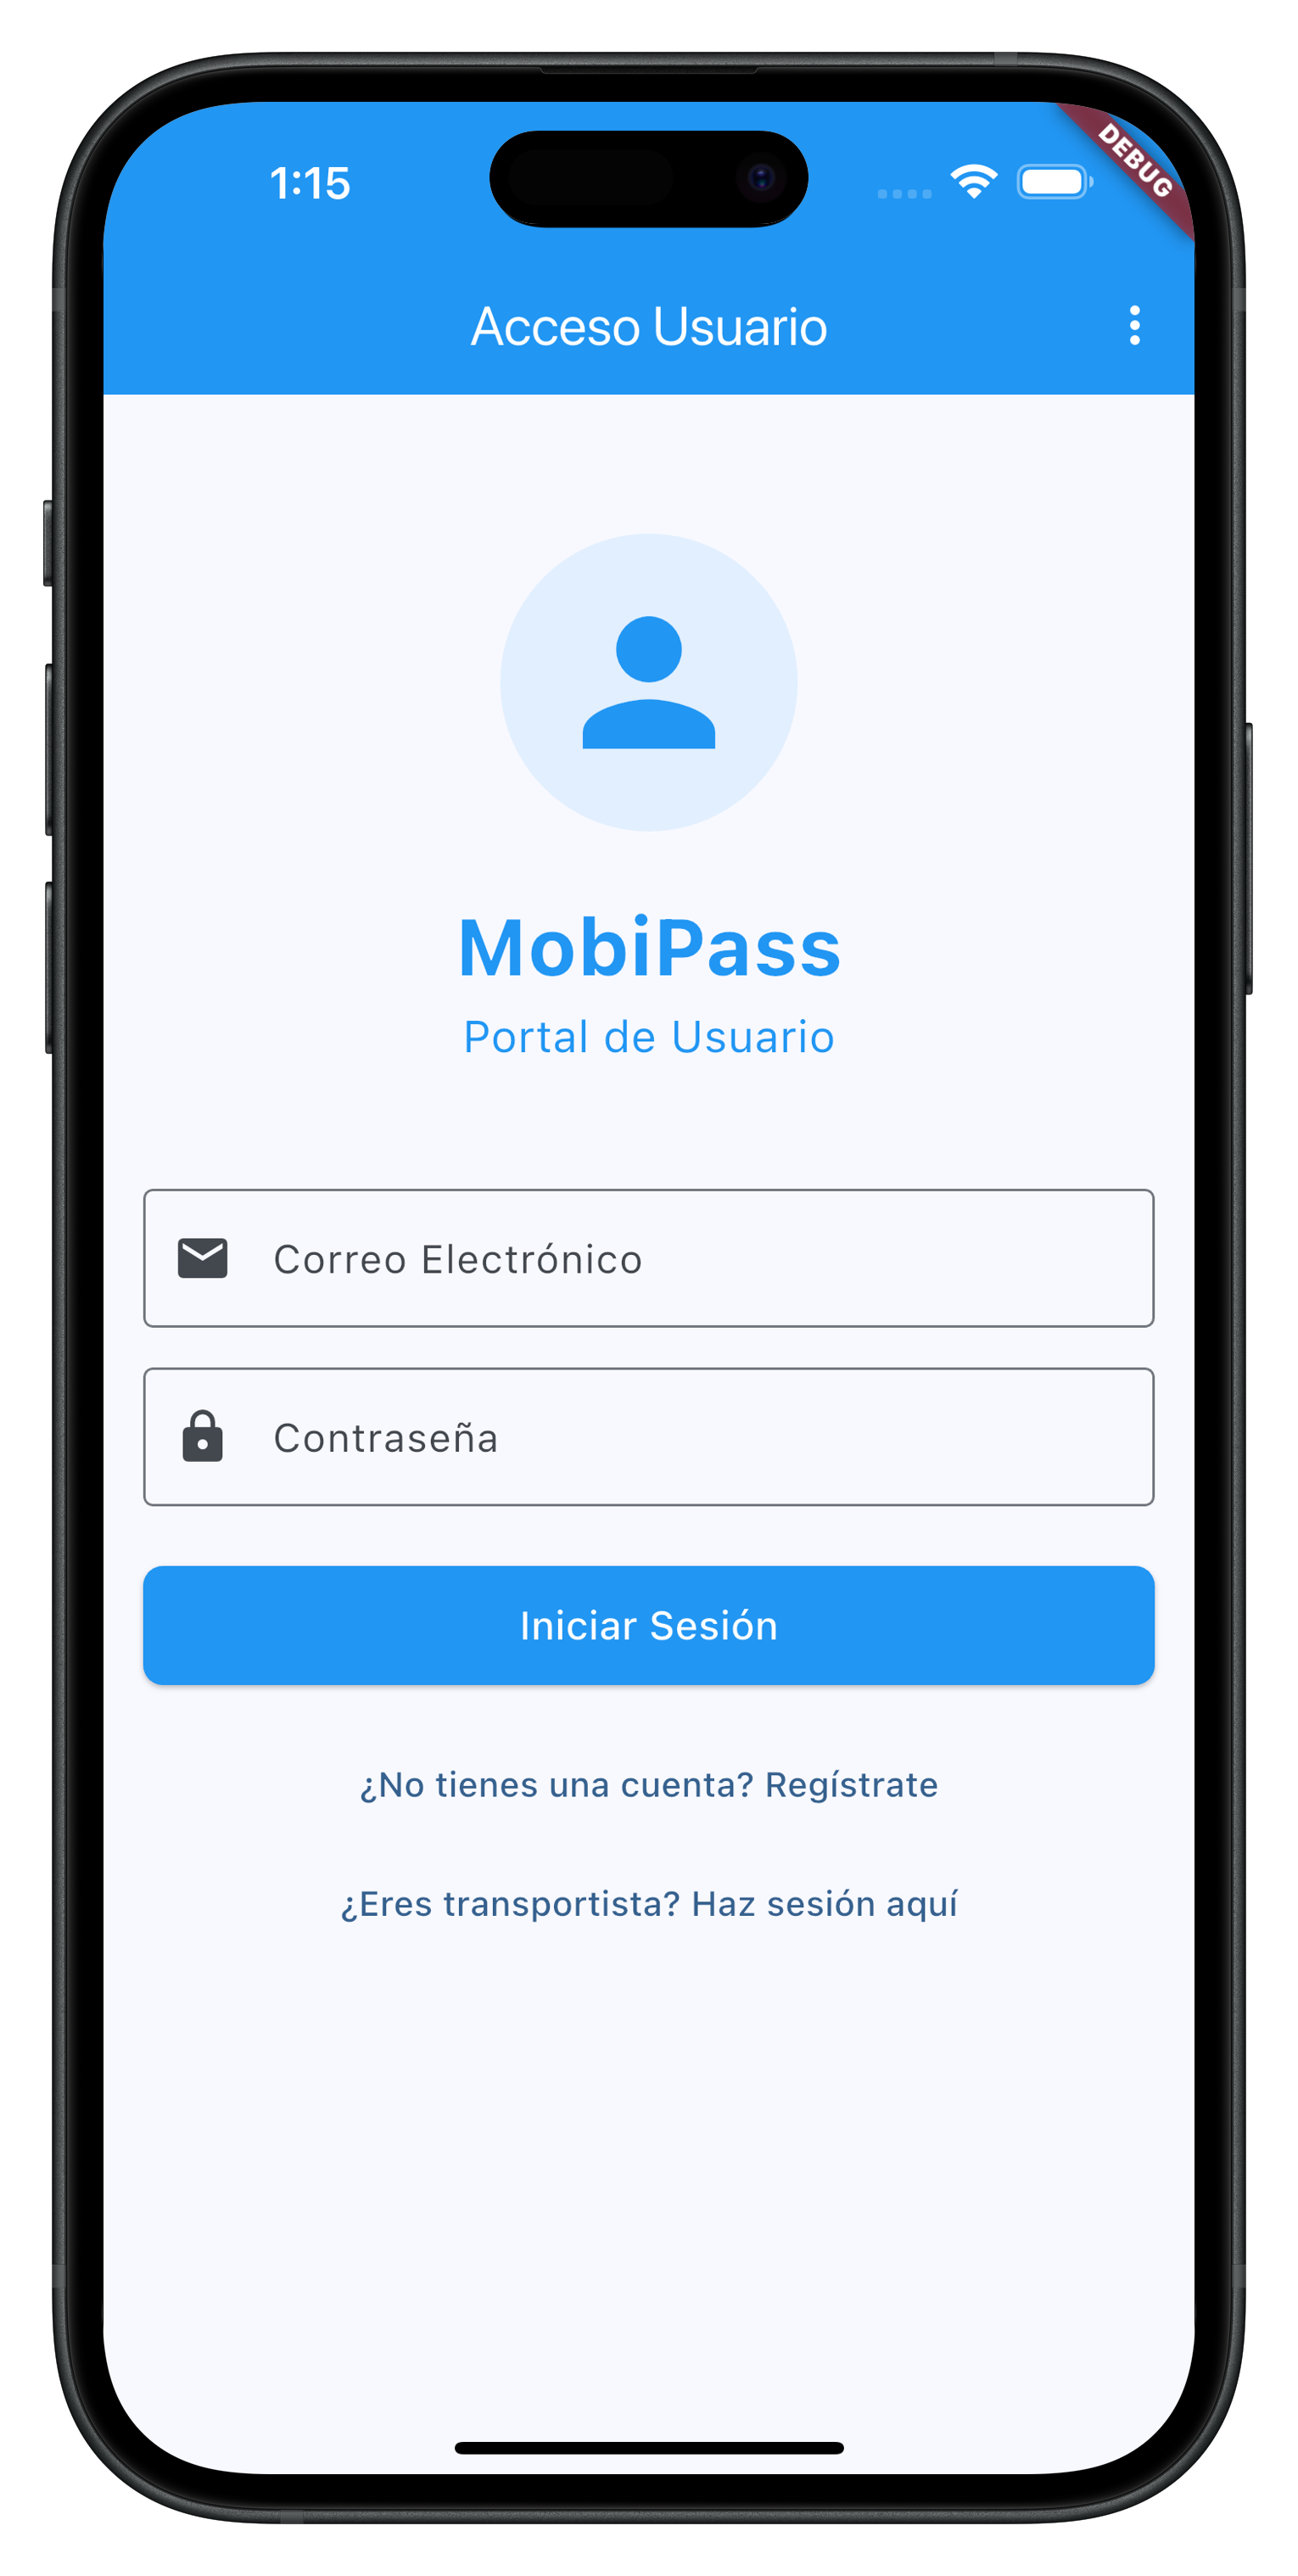 1:15
DEBUG
Acceso Usuario
MobiPass
Portal de Usuario
Correo Electrónico
Contraseña
Iniciar Sesión
¿No tienes una cuenta? Regístrate
¿Eres transportista? Haz sesión aquí